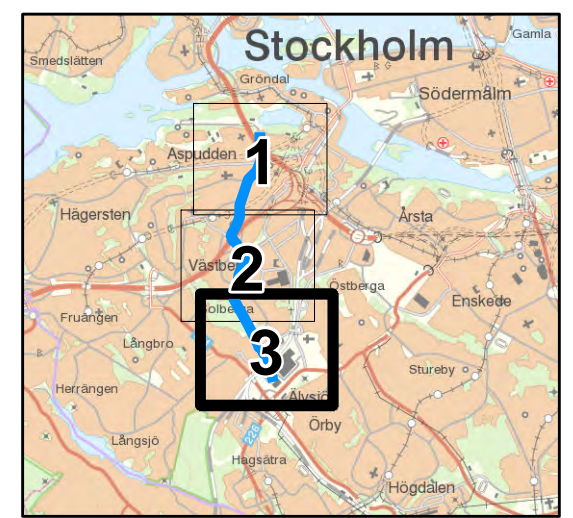 Stockholm
Gamla
Smedslätten
Gröndal
Södermalm
Aspudden
1
Hägersten
Årsta
Västberga
2
Östberga
Enskede
Solberga
Fruängen
Långbro
3
Stureby
Herrängen
Älvsjö
Örby
Långsjö
226
Hagsätra
Högdalen